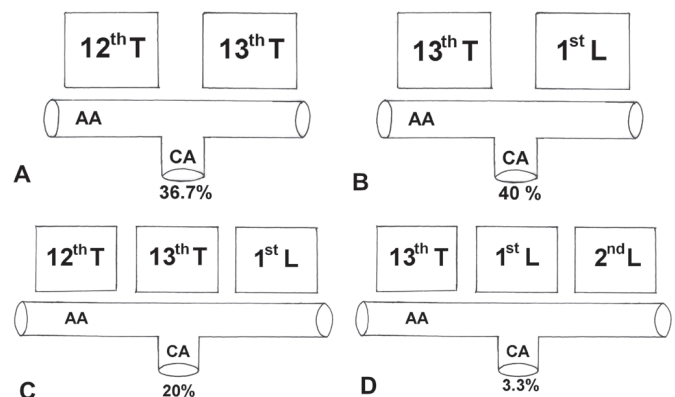 12th T 13th T
AA
CA
A
36.7%
13th T 1st L
AA
CA
B
40 %
12th T 13th T 1st L
AA
CA
C
20%
13th T 1st L 2nd L
AA
CA
D
3.3%